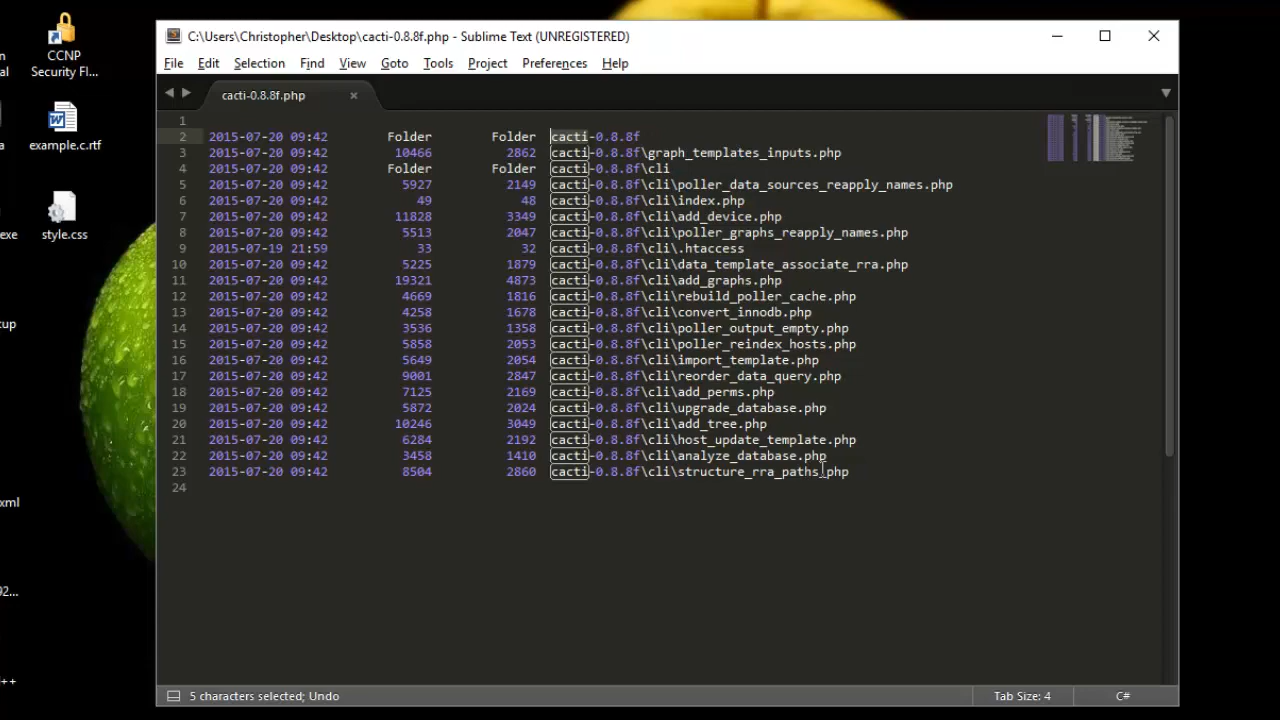 C:\Users\Christopher\Desktop\cacti-0.8.8f.php - Sublime Text (UNREGISTERED)
File Edit Selection Find View Goto Tools Project Preferences Help
cacti-0.8.8f.php
1
2 2015-07-20 09:42 Folder Folder cacti-0.8.8f
3 2015-07-20 09:42 10466 2862 cacti-0.8.8f\graph_templates_inputs.php
4 2015-07-20 09:42 Folder Folder cacti-0.8.8f\cli
5 2015-07-20 09:42 5927 2149 cacti-0.8.8f\cli\poller_data_sources_reapply_names.php
6 2015-07-20 09:42 49 48 cacti-0.8.8f\cli\index.php
7 2015-07-20 09:42 11828 3349 cacti-0.8.8f\cli\add_device.php
8 2015-07-20 09:42 5513 2047 cacti-0.8.8f\cli\poller_graphs_reapply_names.php
9 2015-07-19 21:59 33 32 cacti-0.8.8f\cli\.htaccess
10 2015-07-20 09:42 5225 1879 cacti-0.8.8f\cli\data_template_associate_rra.php
11 2015-07-20 09:42 19321 4873 cacti-0.8.8f\cli\add_graphs.php
12 2015-07-20 09:42 4669 1816 cacti-0.8.8f\cli\rebuild_poller_cache.php
13 2015-07-20 09:42 4258 1678 cacti-0.8.8f\cli\convert_innodb.php
14 2015-07-20 09:42 3536 1358 cacti-0.8.8f\cli\poller_output_empty.php
15 2015-07-20 09:42 5858 2053 cacti-0.8.8f\cli\poller_reindex_hosts.php
16 2015-07-20 09:42 5649 2054 cacti-0.8.8f\cli\import_template.php
17 2015-07-20 09:42 9001 2847 cacti-0.8.8f\cli\reorder_data_query.php
18 2015-07-20 09:42 7125 2169 cacti-0.8.8f\cli\add_perms.php
19 2015-07-20 09:42 5872 2024 cacti-0.8.8f\cli\upgrade_database.php
20 2015-07-20 09:42 10246 3049 cacti-0.8.8f\cli\add_tree.php
21 2015-07-20 09:42 6284 2192 cacti-0.8.8f\cli\host_update_template.php
22 2015-07-20 09:42 3458 1410 cacti-0.8.8f\cli\analyze_database.php
23 2015-07-20 09:42 8504 2860 cacti-0.8.8f\cli\structure_rra_paths.php
24
5 characters selected; Undo Tab Size: 4 C#
CCNP
Security Fl...
example.c.rtf
style.css
n
al
a
exe
tup
xml
92...
++